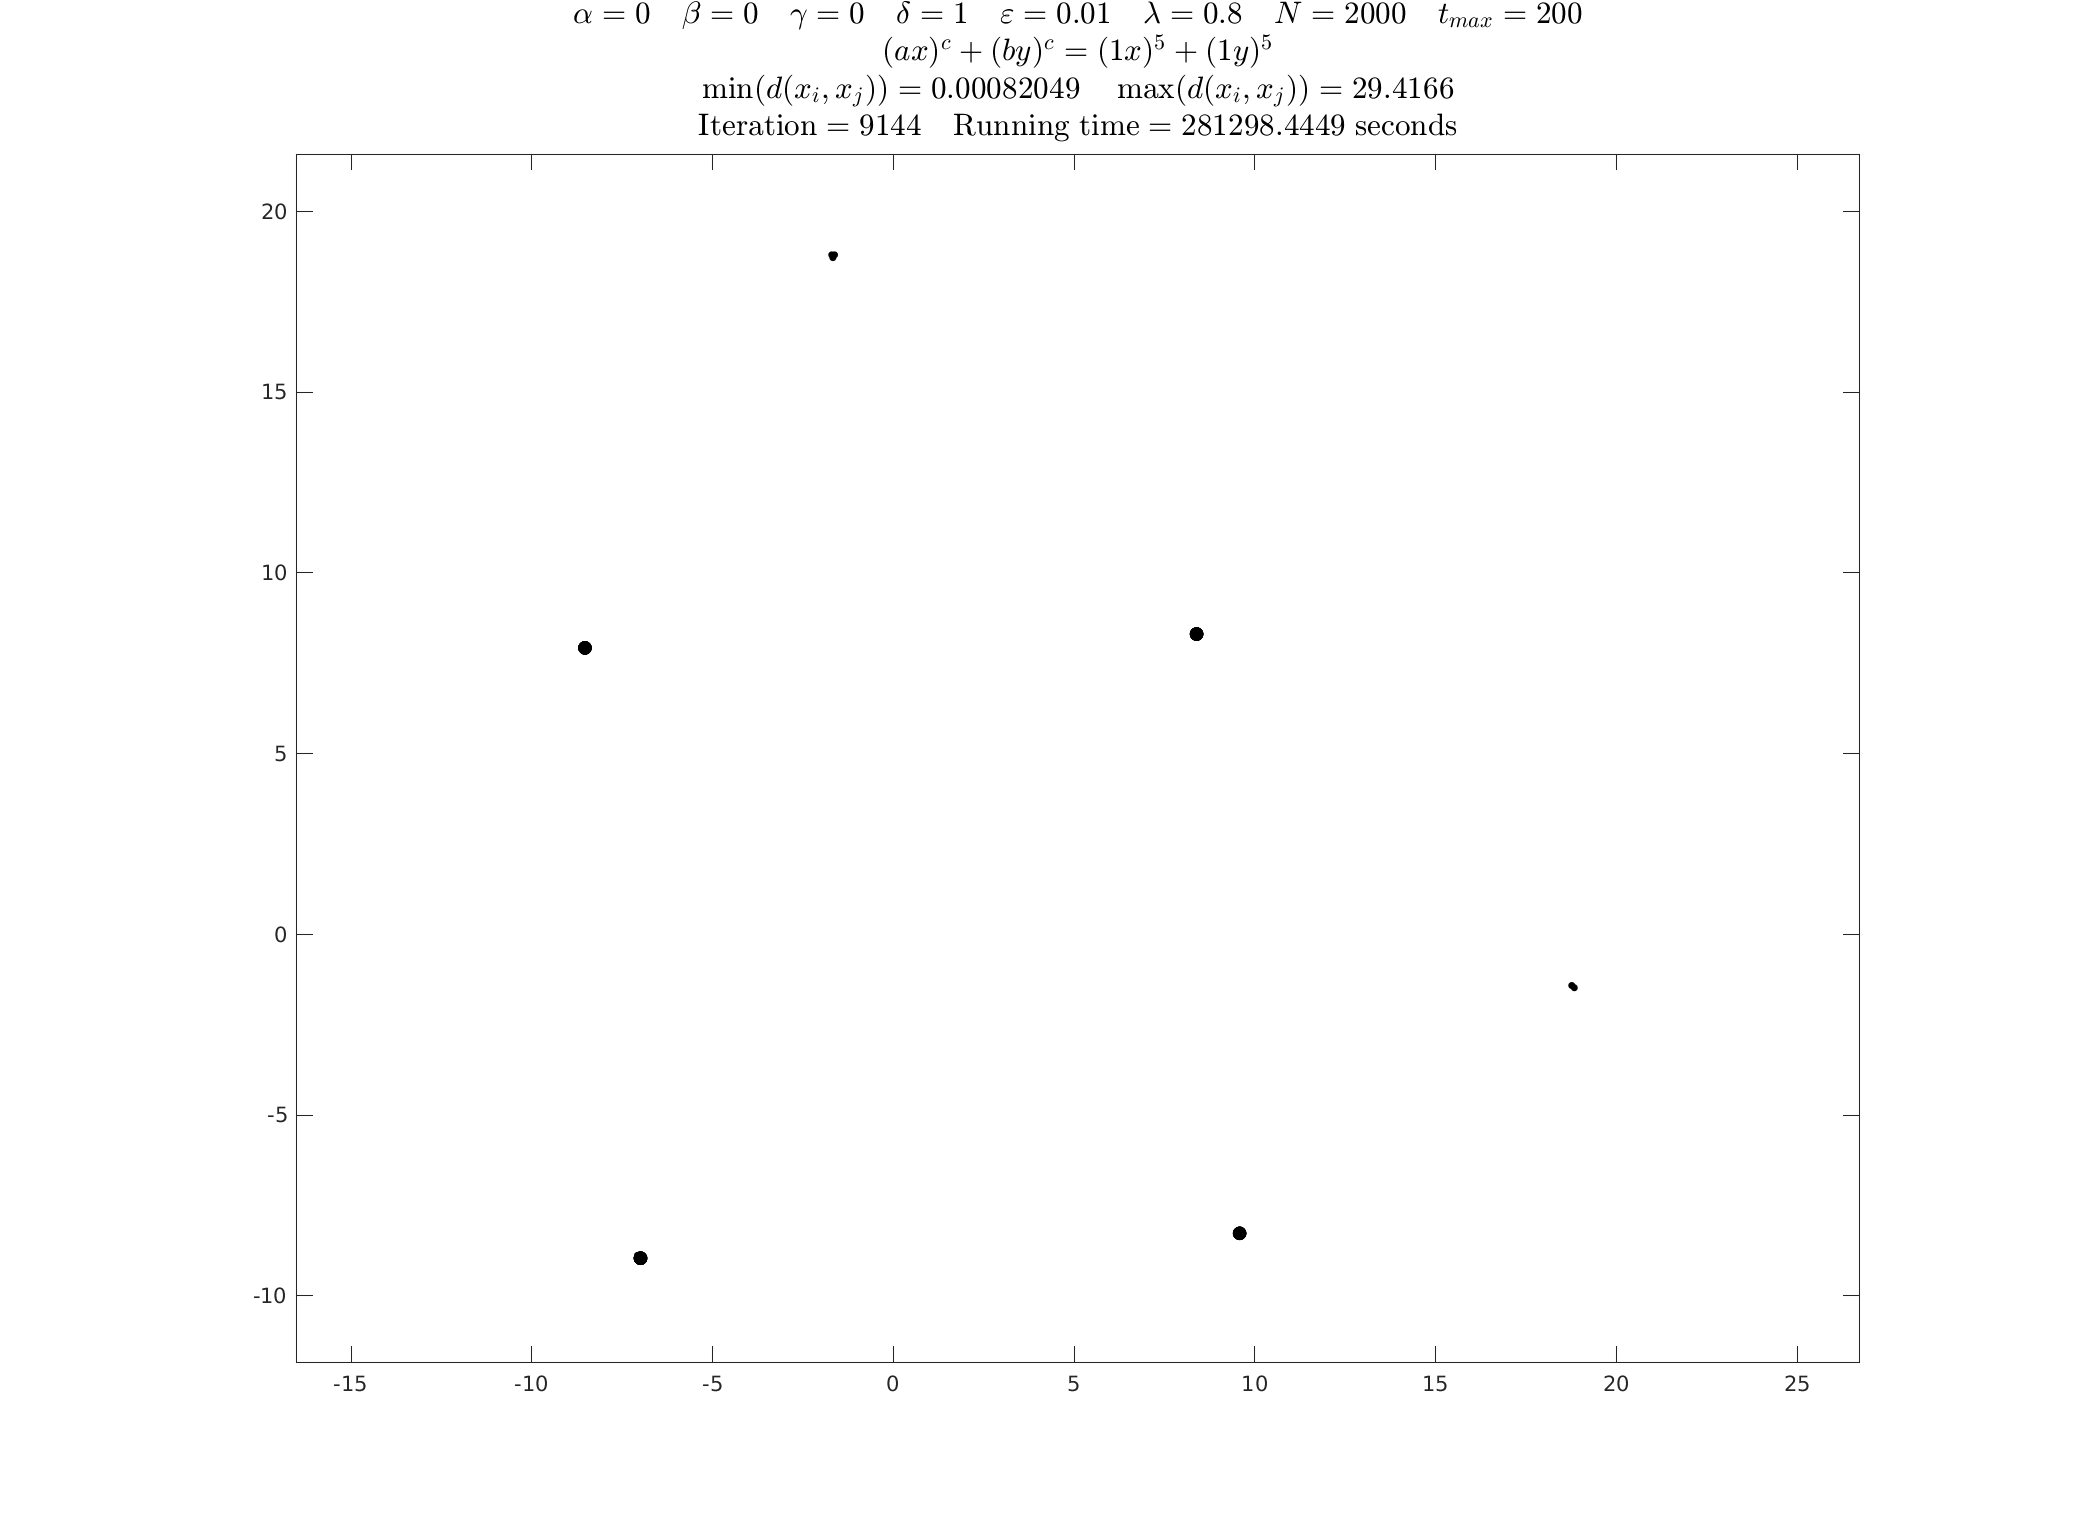 α = 0 β = 0 γ = 0 δ = 1 ε = 0.01 λ = 0.8 N = 2000 t_{max} = 200
(ax)^c + (by)^c = (1x)^5 + (1y)^5
min(d(x_i, x_j)) = 0.00082049 max(d(x_i, x_j)) = 29.4166
Iteration = 9144 Running time = 281298.4449 seconds
20
15
10
5
0
-5
-10
-15 -10 -5 0 5 10 15 20 25